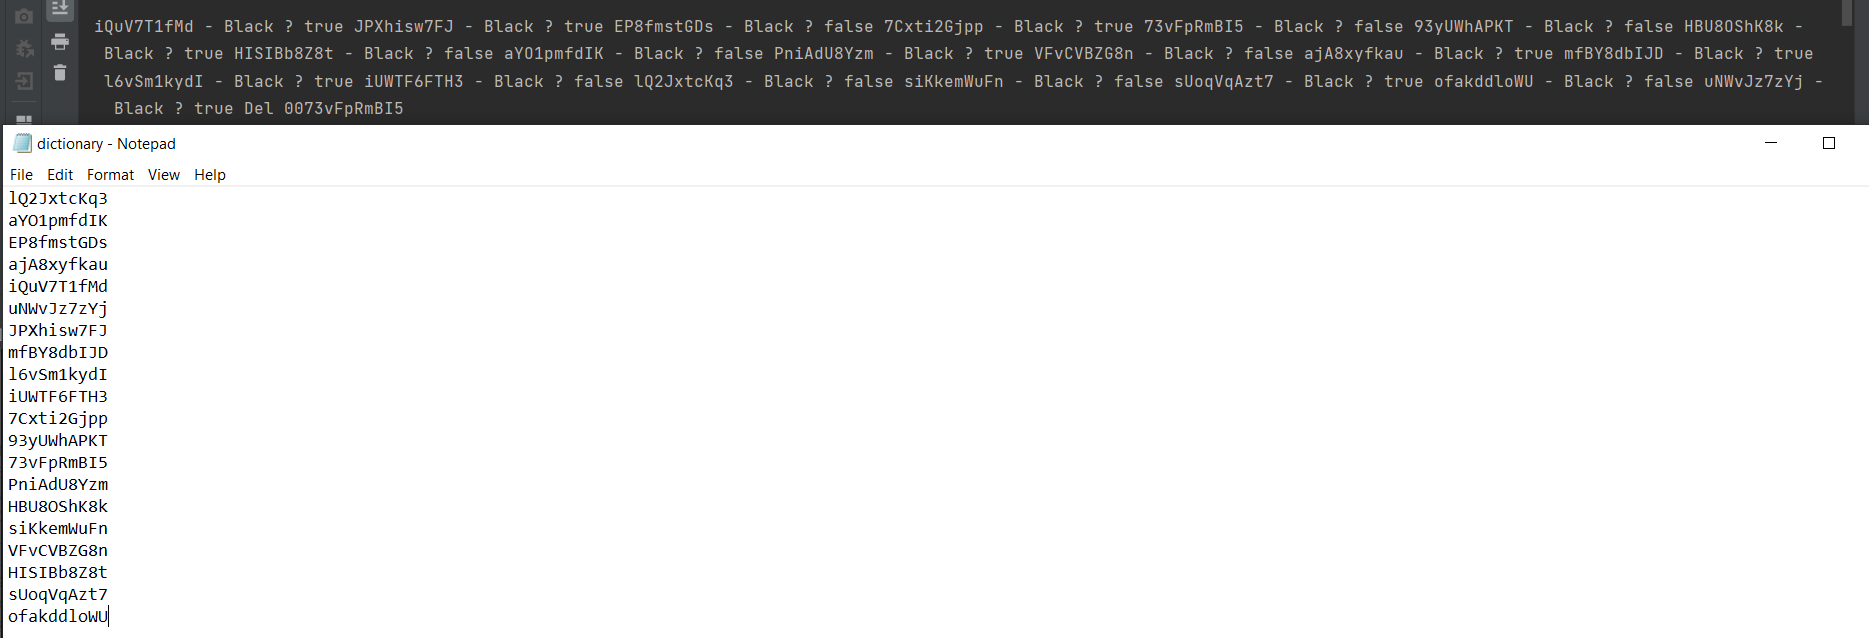 iQuV7T1fMd - Black ? true JPXhisw7FJ - Black ? true EP8fmstGDs - Black ? false 7Cxti2Gjpp - Black ? true 73vFpRmBI5 - Black ? false 93yUWhAPKT - Black ? false HBU8OShK8k -
Black ? true HISIBb8Z8t - Black ? false aYO1pmfdIK - Black ? false PniAdU8Yzm - Black ? true VFvCVBZG8n - Black ? false ajA8xyfkau - Black ? true mfBY8dbIJD - Black ? true
l6vSm1kydI - Black ? true iUWTF6FTH3 - Black ? false lQ2JxtcKq3 - Black ? false siKkemWuFn - Black ? false sUoqVqAzt7 - Black ? true ofakddloWU - Black ? false uNWvJz7zYj -
Black ? true Del 0073vFpRmBI5
dictionary - Notepad
File Edit Format View Help
lQ2JxtcKq3
aYO1pmfdIK
EP8fmstGDs
ajA8xyfkau
iQuV7T1fMd
uNWvJz7zYj
JPXhisw7FJ
mfBY8dbIJD
l6vSm1kydI
iUWTF6FTH3
7Cxti2Gjpp
93yUWhAPKT
73vFpRmBI5
PniAdU8Yzm
HBU8OShK8k
siKkemWuFn
VFvCVBZG8n
HISIBb8Z8t
sUoqVqAzt7
ofakddloWU